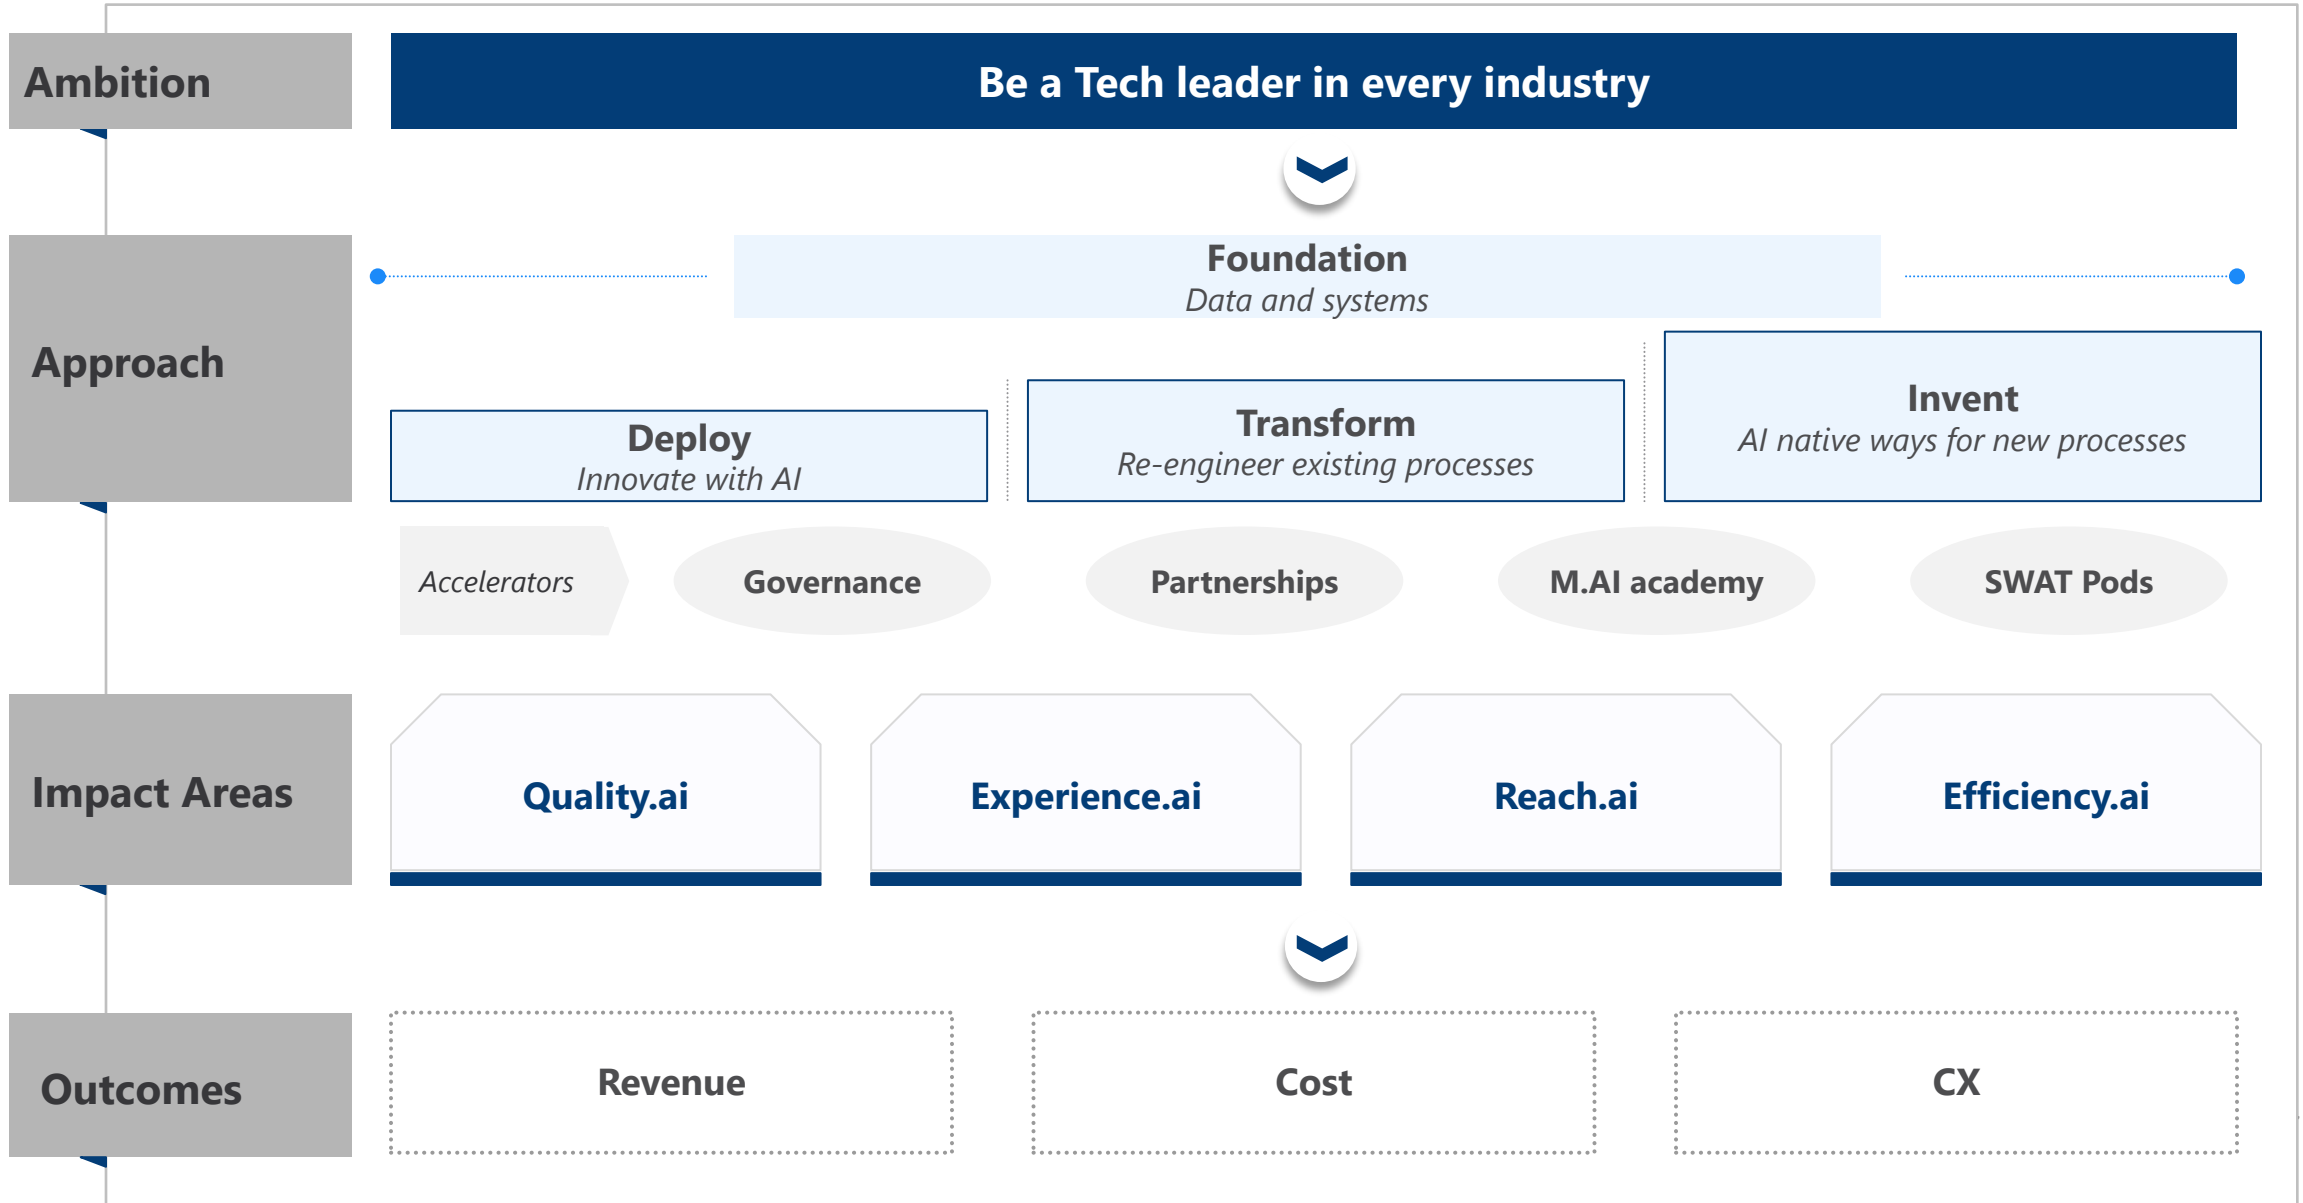 Ambition
Be a Tech leader in every industry
Approach
Foundation
Data and systems
Deploy
Innovate with AI
Transform
Re-engineer existing processes
Invent
AI native ways for new processes
Accelerators
Governance
Partnerships
M.AI academy
SWAT Pods
Impact Areas
Quality.ai
Experience.ai
Reach.ai
Efficiency.ai
Outcomes
Revenue
Cost
CX